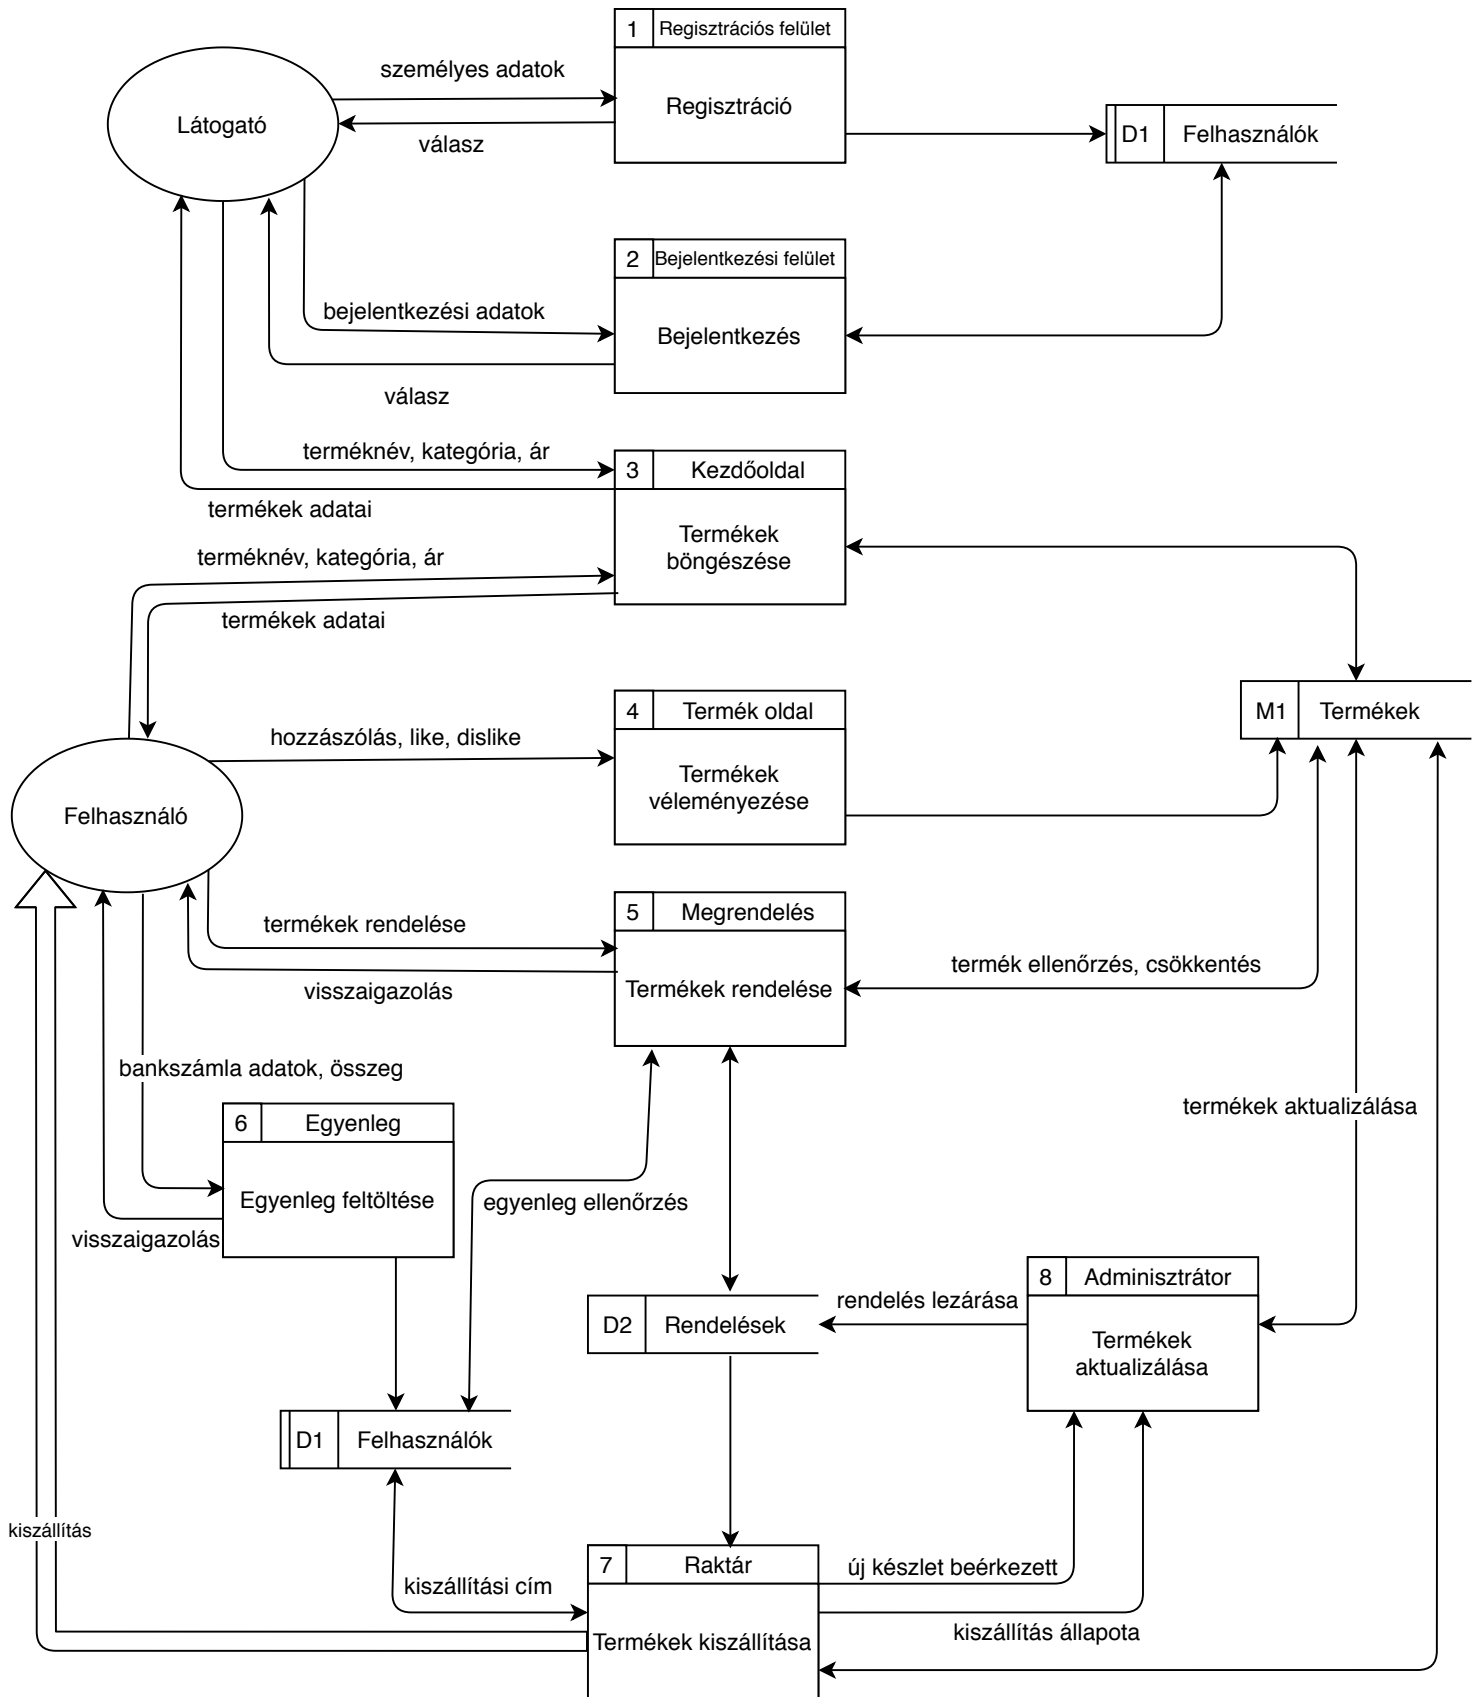 1
Regisztrációs felület
személyes adatok
Regisztráció
Látogató
válasz
D1
Felhasználók
2
Bejelentkezési felület
bejelentkezési adatok
Bejelentkezés
válasz
terméknév, kategória, ár
3
Kezdőoldal
termékek adatai
Termékek
böngészése
terméknév, kategória, ár
termékek adatai
4
Termék oldal
M1
Termékek
hozzászólás, like, dislike
Termékek
véleményezése
Felhasználó
5
Megrendelés
termékek rendelése
termék ellenőrzés, csökkentés
visszaigazolás
Termékek rendelése
bankszámla adatok, összeg
termékek aktualizálása
6
Egyenleg
Egyenleg feltöltése
egyenleg ellenőrzés
visszaigazolás
8
Adminisztrátor
rendelés lezárása
D2
Rendelések
Termékek
aktualizálása
D1
Felhasználók
kiszállítás
7
Raktár
új készlet beérkezett
kiszállítási cím
kiszállítás állapota
Termékek kiszállítása